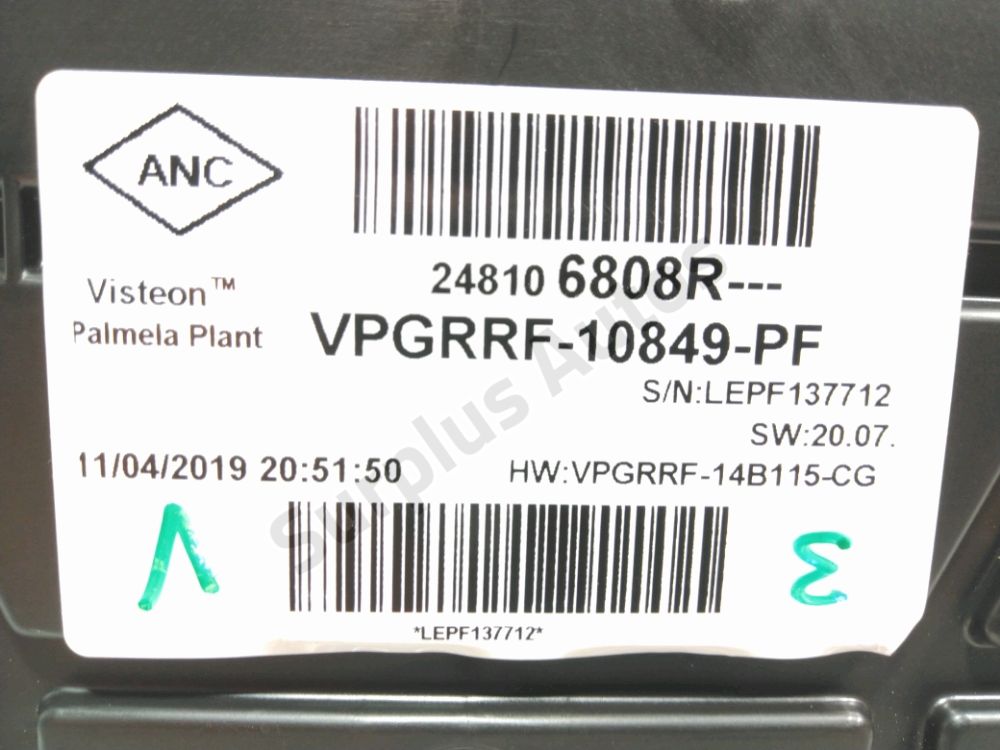 ANC
Visteon™
Palmela Plant
24810 6808R---
VPGRRF-10849-PF
S/N:LEPF137712
SW:20.07.
11/04/2019 20:51:50
HW:VPGRRF-14B115-CG
*LEPF137712*
V
3
Surplus Autos